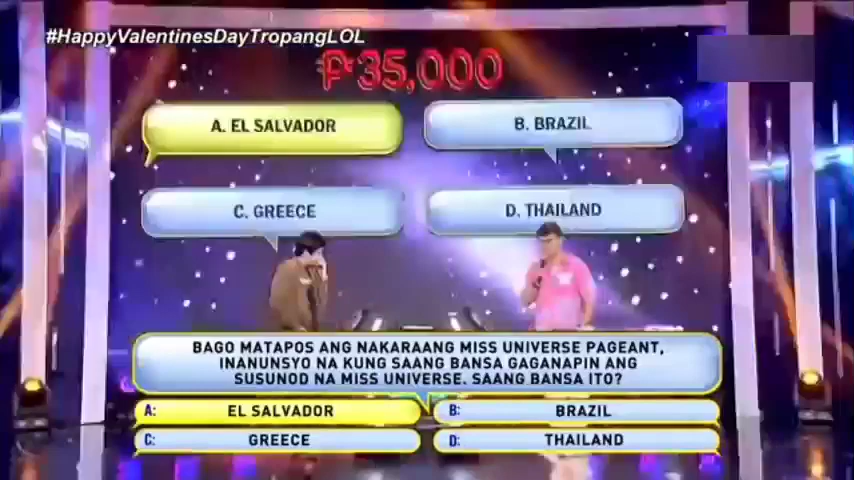 #HappyValentinesDayTropangLOL
₱35,000
A. EL SALVADOR
B. BRAZIL
C. GREECE
D. THAILAND
BAGO MATAPOS ANG NAKARAANG MISS UNIVERSE PAGEANT,
INANUNSYO NA KUNG SAANG BANSA GAGANAPIN ANG
SUSUNOD NA MISS UNIVERSE. SAANG BANSA ITO?
A: EL SALVADOR
B: BRAZIL
C: GREECE
D: THAILAND